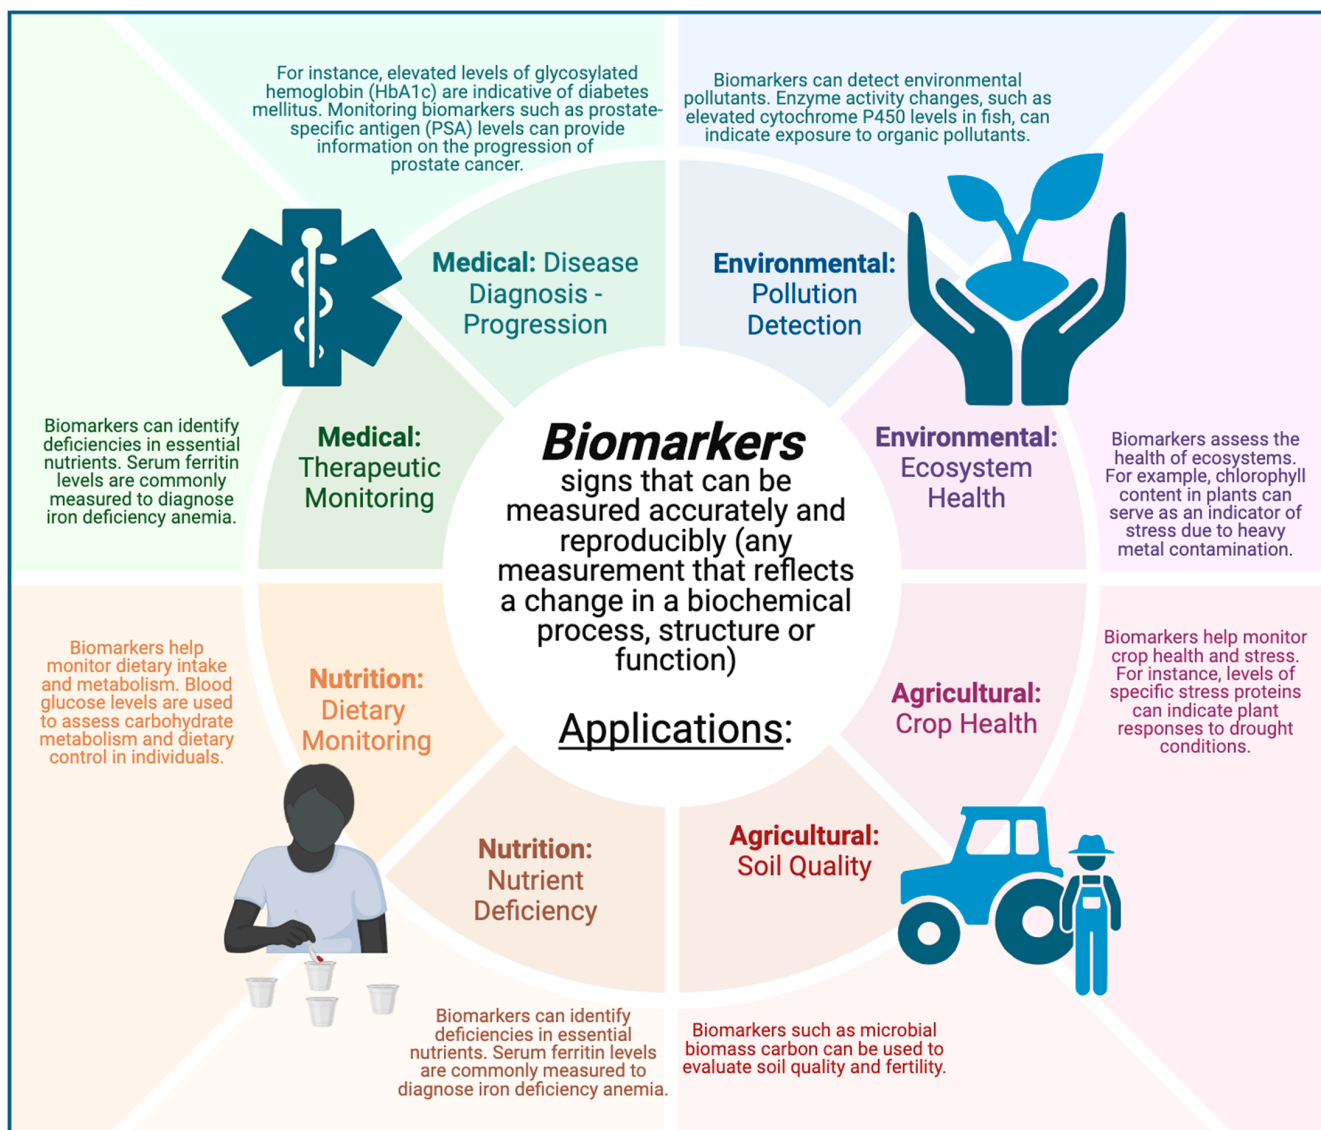 For instance, elevated levels of glycosylated
hemoglobin (HbA1c) are indicative of diabetes
mellitus. Monitoring biomarkers such as prostate-
specific antigen (PSA) levels can provide
information on the progression of
prostate cancer.
Biomarkers can detect environmental
pollutants. Enzyme activity changes, such as
elevated cytochrome P450 levels in fish, can
indicate exposure to organic pollutants.
Medical: Disease
Diagnosis -
Progression
Environmental:
Pollution
Detection
Biomarkers can identify
deficiencies in essential
nutrients. Serum ferritin
levels are commonly
measured to diagnose
iron deficiency anemia.
Medical:
Therapeutic
Monitoring
Biomarkers
signs that can be
measured accurately and
reproducibly (any
measurement that reflects
a change in a biochemical
process, structure or
function)
Applications:
Environmental:
Ecosystem
Health
Biomarkers assess the
health of ecosystems.
For example, chlorophyll
content in plants can
serve as an indicator of
stress due to heavy
metal contamination.
Biomarkers help
monitor dietary intake
and metabolism. Blood
glucose levels are used
to assess carbohydrate
metabolism and dietary
control in individuals.
Nutrition:
Dietary
Monitoring
Agricultural:
Crop Health
Biomarkers help monitor
crop health and stress.
For instance, levels of
specific stress proteins
can indicate plant
responses to drought
conditions.
Nutrition:
Nutrient
Deficiency
Agricultural:
Soil Quality
Biomarkers can identify
deficiencies in essential
nutrients. Serum ferritin levels
are commonly measured to
diagnose iron deficiency anemia.
Biomarkers such as microbial
biomass carbon can be used to
evaluate soil quality and fertility.